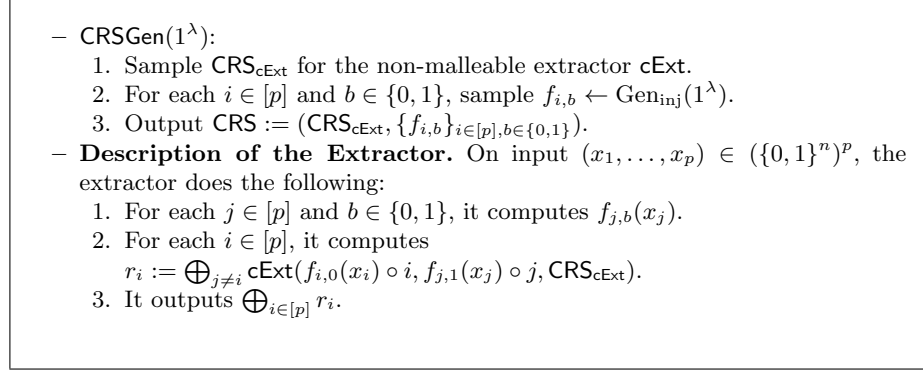 – CRSGen(1^λ):
1. Sample CRS_cExt for the non-malleable extractor cExt.
2. For each i ∈ [p] and b ∈ {0, 1}, sample f_{i,b} ← Gen_inj(1^λ).
3. Output CRS := (CRS_cExt, {f_{i,b}}_{i∈[p],b∈{0,1}}).
– Description of the Extractor. On input (x_1, . . . , x_p) ∈ ({0, 1}^n)^p, the
extractor does the following:
1. For each j ∈ [p] and b ∈ {0, 1}, it computes f_{j,b}(x_j).
2. For each i ∈ [p], it computes
r_i := ⊕_{j≠i} cExt(f_{i,0}(x_i) ∘ i, f_{j,1}(x_j) ∘ j, CRS_cExt).
3. It outputs ⊕_{i∈[p]} r_i.